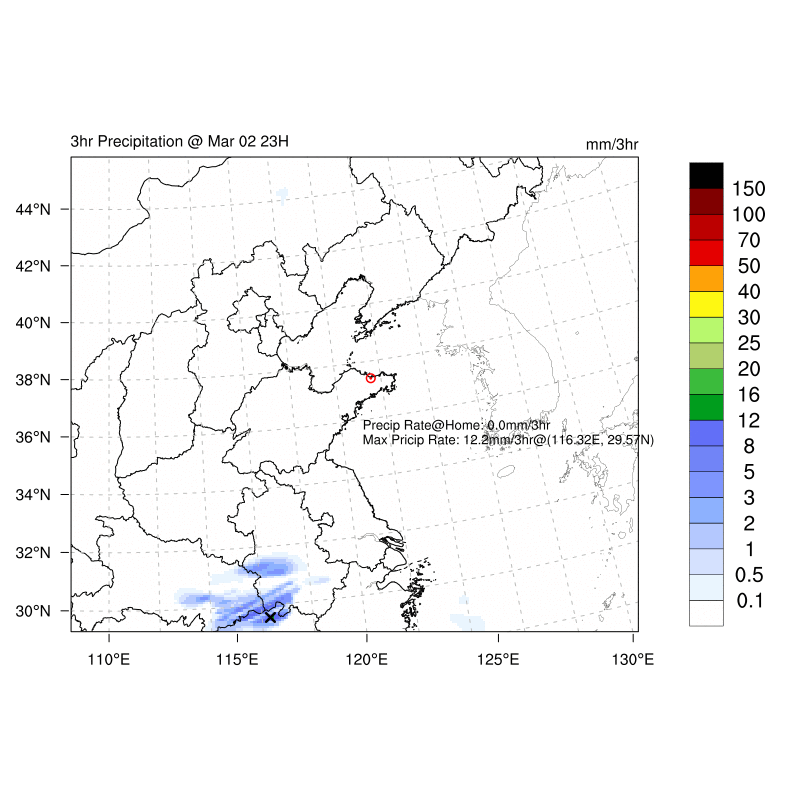 3hr Precipitation @ Mar 02 23H
mm/3hr
44°N
42°N
40°N
38°N
36°N
34°N
32°N
30°N
110°E
115°E
120°E
125°E
130°E
Precip Rate@Home: 0.0mm/3hr
Max Pricip Rate: 12.2mm/3hr@(116.32E, 29.57N)
150
100
70
50
40
30
25
20
16
12
8
5
3
2
1
0.5
0.1